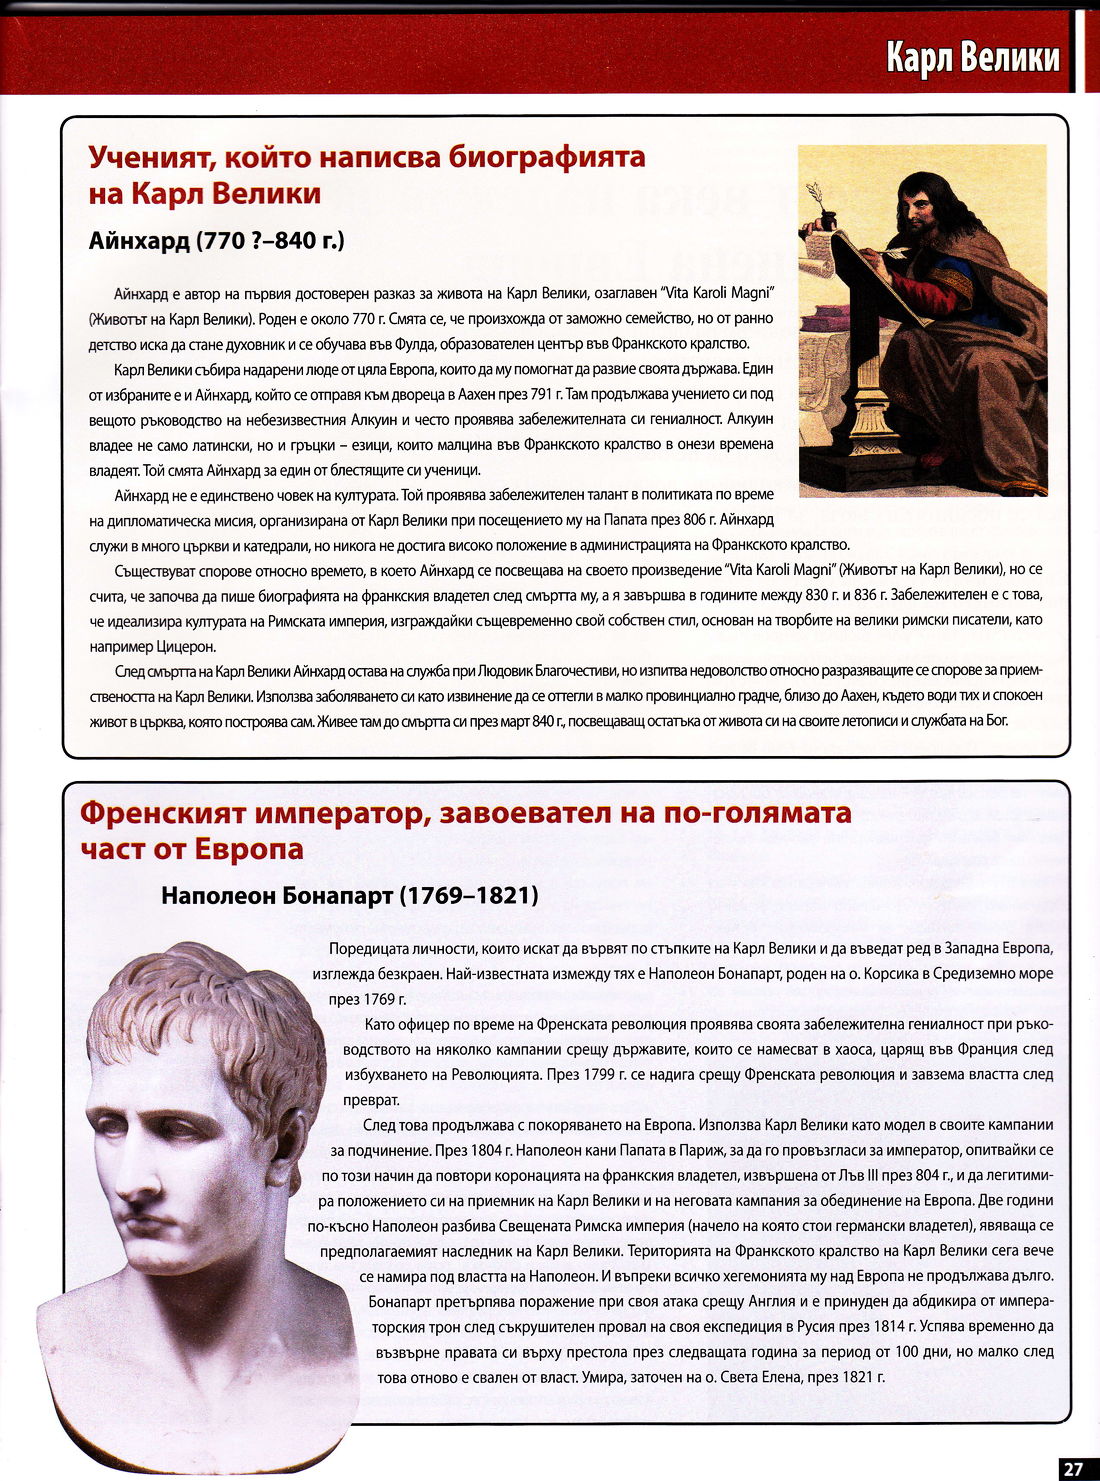 Карл Велики
Ученият, който написва биографията
на Карл Велики
Айнхард (770 ?–840 г.)
Айнхард е автор на първия достоверен разказ за живота на Карл Велики, озаглавен “Vita Karoli Magni”
(Животът на Карл Велики). Роден е около 770 г. Смята се, че произхожда от заможно семейство, но от ранно
детство иска да стане духовник и се обучава във Фулда, образователен център във Франкското кралство.
Карл Велики събира надарени люде от цяла Европа, които да му помогнат да развие своята държава. Един
от избраните е и Айнхард, който се отправя към двореца в Аахен през 791 г. Там продължава учението си под
вещото ръководство на небезизвестния Алкуин и често проявява забележителната си гениалност. Алкуин
владее не само латински, но и гръцки – езици, които малцина във Франкското кралство в онези времена
владеят. Той смята Айнхард за един от блестящите си ученици.
Айнхард не е единствено човек на културата. Той проявява забележителен талант в политиката по време
на дипломатическа мисия, организирана от Карл Велики при посещението му на Папата през 806 г. Айнхард
служи в много църкви и катедрали, но никога не достига високо положение в администрацията на Франкското кралство.
Съществуват спорове относно времето, в което Айнхард се посвещава на своето произведение “Vita Karoli Magni” (Животът на Карл Велики), но се
счита, че започва да пише биографията на франкския владетел след смъртта му, а я завършва в годините между 830 г. и 836 г. Забележителен е с това,
че идеализира културата на Римската империя, изграждайки същевременно свой собствен стил, основан на творбите на велики римски писатели, като
например Цицерон.
След смъртта на Карл Велики Айнхард остава на служба при Людовик Благочестиви, но изпитва недоволство относно разразяващите се спорове за прием-
ствеността на Карл Велики. Използва заболяването си като извинение да се оттегли в малко провинциално градче, близо до Аахен, където води тих и спокоен
живот в църква, която построява сам. Живее там до смъртта си през март 840 г., посвещавац остатъка от живота си на своите летописи и службата на Бог.
Френският император, завоевател на по-голямата
част от Европа
Наполеон Бонапарт (1769–1821)
Поредицата личности, които искат да вървят по стъпките на Карл Велики и да въведат ред в Западна Европа,
изглежда безкраен. Най-известната измежду тях е Наполеон Бонапарт, роден на о. Корсика в Средиземно море
през 1769 г.
Като офицер по време на Френската революция проявява своята забележителна гениалност при ръко-
водството на няколко кампании срещу държавите, които се намесват в хаоса, царящ във Франция след
избухването на Революцията. През 1799 г. се надига срещу Френската революция и завзема властта след
преврат.
След това продължава с покоряването на Европа. Използва Карл Велики като модел в своите кампании
за подчинение. През 1804 г. Наполеон кани Папата в Париж, за да го провъзгласи за император, опитвайки се
по този начин да повтори коронацията на франкския владетел, извършена от Лъв III през 804 г., и да легитими-
ра положението си на приемник на Карл Велики и на неговата кампания за обединение на Европа. Две години
по-късно Наполеон разбива Свещената Римска империя (начело на която стои германски владетел), явяваща се
предполагаемият наследник на Карл Велики. Територията на Франкското кралство на Карл Велики сега вече
се намира под властта на Наполеон. И въпреки всичко хегемонията му над Европа не продължава дълго.
Бонапарт претърпява поражение при своя атака срещу Англия и е принуден да абдикира от импера-
торския трон след съкрушителен провал на своя експедиция в Русия през 1814 г. Успява временно да
възвърне правата си върху престола през следващата година за период от 100 дни, но малко след
това отново е свален от власт. Умира, заточен на о. Света Елена, през 1821 г.
27